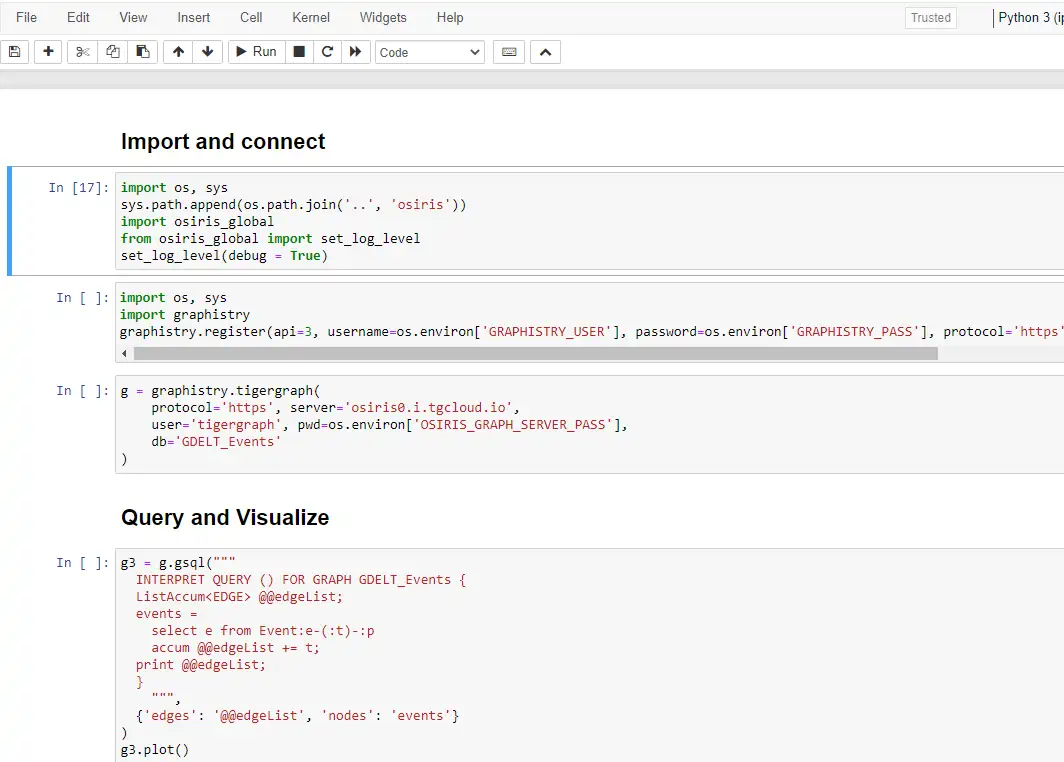 File Edit View Insert Cell Kernel Widgets Help Trusted Python 3 (ip
Run Code
Import and connect
In [17]: import os, sys
sys.path.append(os.path.join('..', 'osiris'))
import osiris_global
from osiris_global import set_log_level
set_log_level(debug = True)
In [ ]: import os, sys
import graphistry
graphistry.register(api=3, username=os.environ['GRAPHISTRY_USER'], password=os.environ['GRAPHISTRY_PASS'], protocol='https'
In [ ]: g = graphistry.tigergraph(
protocol='https', server='osiris0.i.tgcloud.io',
user='tigergraph', pwd=os.environ['OSIRIS_GRAPH_SERVER_PASS'],
db='GDELT_Events'
)
Query and Visualize
In [ ]: g3 = g.gsql("""
INTERPRET QUERY () FOR GRAPH GDELT_Events {
ListAccum<EDGE> @@edgeList;
events =
select e from Event:e-(:t)-:p
accum @@edgeList += t;
print @@edgeList;
}
""",
{'edges': '@@edgeList', 'nodes': 'events'}
)
g3.plot()